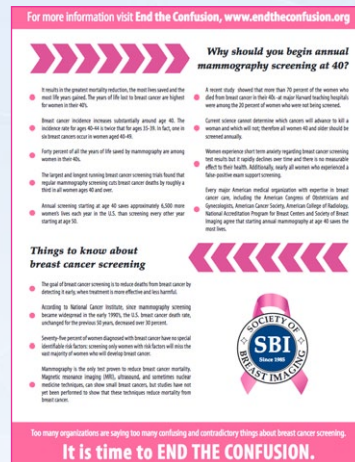 For more information visit End the Confusion, www.endtheconfusion.org
Why should you begin annual
mammography screening at 40?
It results in the greatest mortality reduction, the most lives saved and the
most life years gained. The years of life lost to breast cancer are highest
for women in their 40's.
Breast cancer incidence increases substantially around age 40. The
incidence rate for ages 40-44 is twice that for ages 35-39. In fact, one in
six breast cancers occur in women aged 40-49.
Forty percent of all the years of life saved by mammography are among
women in their 40s.
The largest and longest running breast cancer screening trials found that
regular mammography screening cuts breast cancer deaths by roughly a
third in all women ages 40 and over.
Annual screening starting at age 40 saves approximately 6,500 more
women's lives each year in the U.S. than screening every other year
starting at age 50.
A recent study showed that more than 70 percent of the women who
died from breast cancer in their 40s at major Harvard teaching hospitals
were among the 20 percent of women who were not being screened.
Current science cannot determine which cancers will advance to kill a
woman and which will not; therefore all women 40 and older should be
screened annually.
Women experience short term anxiety regarding breast cancer screening
test results but it rapidly declines over time and there is no measurable
effect to their health. Additionally, nearly all women who experienced a
false-positive exam support screening.
Every major American medical organization with expertise in breast
cancer care, including the American Congress of Obstetricians and
Gynecologists, American Cancer Society, American College of Radiology,
National Accreditation Program for Breast Centers and Society of Breast
Imaging agree that starting annual mammography at age 40 saves the
most lives.
Things to know about
breast cancer screening
The goal of breast cancer screening is to reduce deaths from breast cancer by
detecting it early, when treatment is more effective and less harmful.
According to National Cancer Institute, since mammography screening
became widespread in the early 1990's, the U.S. breast cancer death rate,
unchanged for the previous 50 years, decreased over 30 percent.
Seventy-five percent of women diagnosed with breast cancer have no special
identifiable risk factors: screening only women with risk factors will miss the
vast majority of women who will develop breast cancer.
Mammography is the only test proven to reduce breast cancer mortality.
Magnetic resonance imaging (MRI), ultrasound, and sometimes nuclear
medicine techniques, can show small breast cancers, but studies have not
yet been performed to show that these techniques reduce mortality from
breast cancer.
SOCIETY OF
SBI
Since 1985
BREAST IMAGING
Too many organizations are saying too many confusing and contradictory things about breast cancer screening.
It is time to END THE CONFUSION.